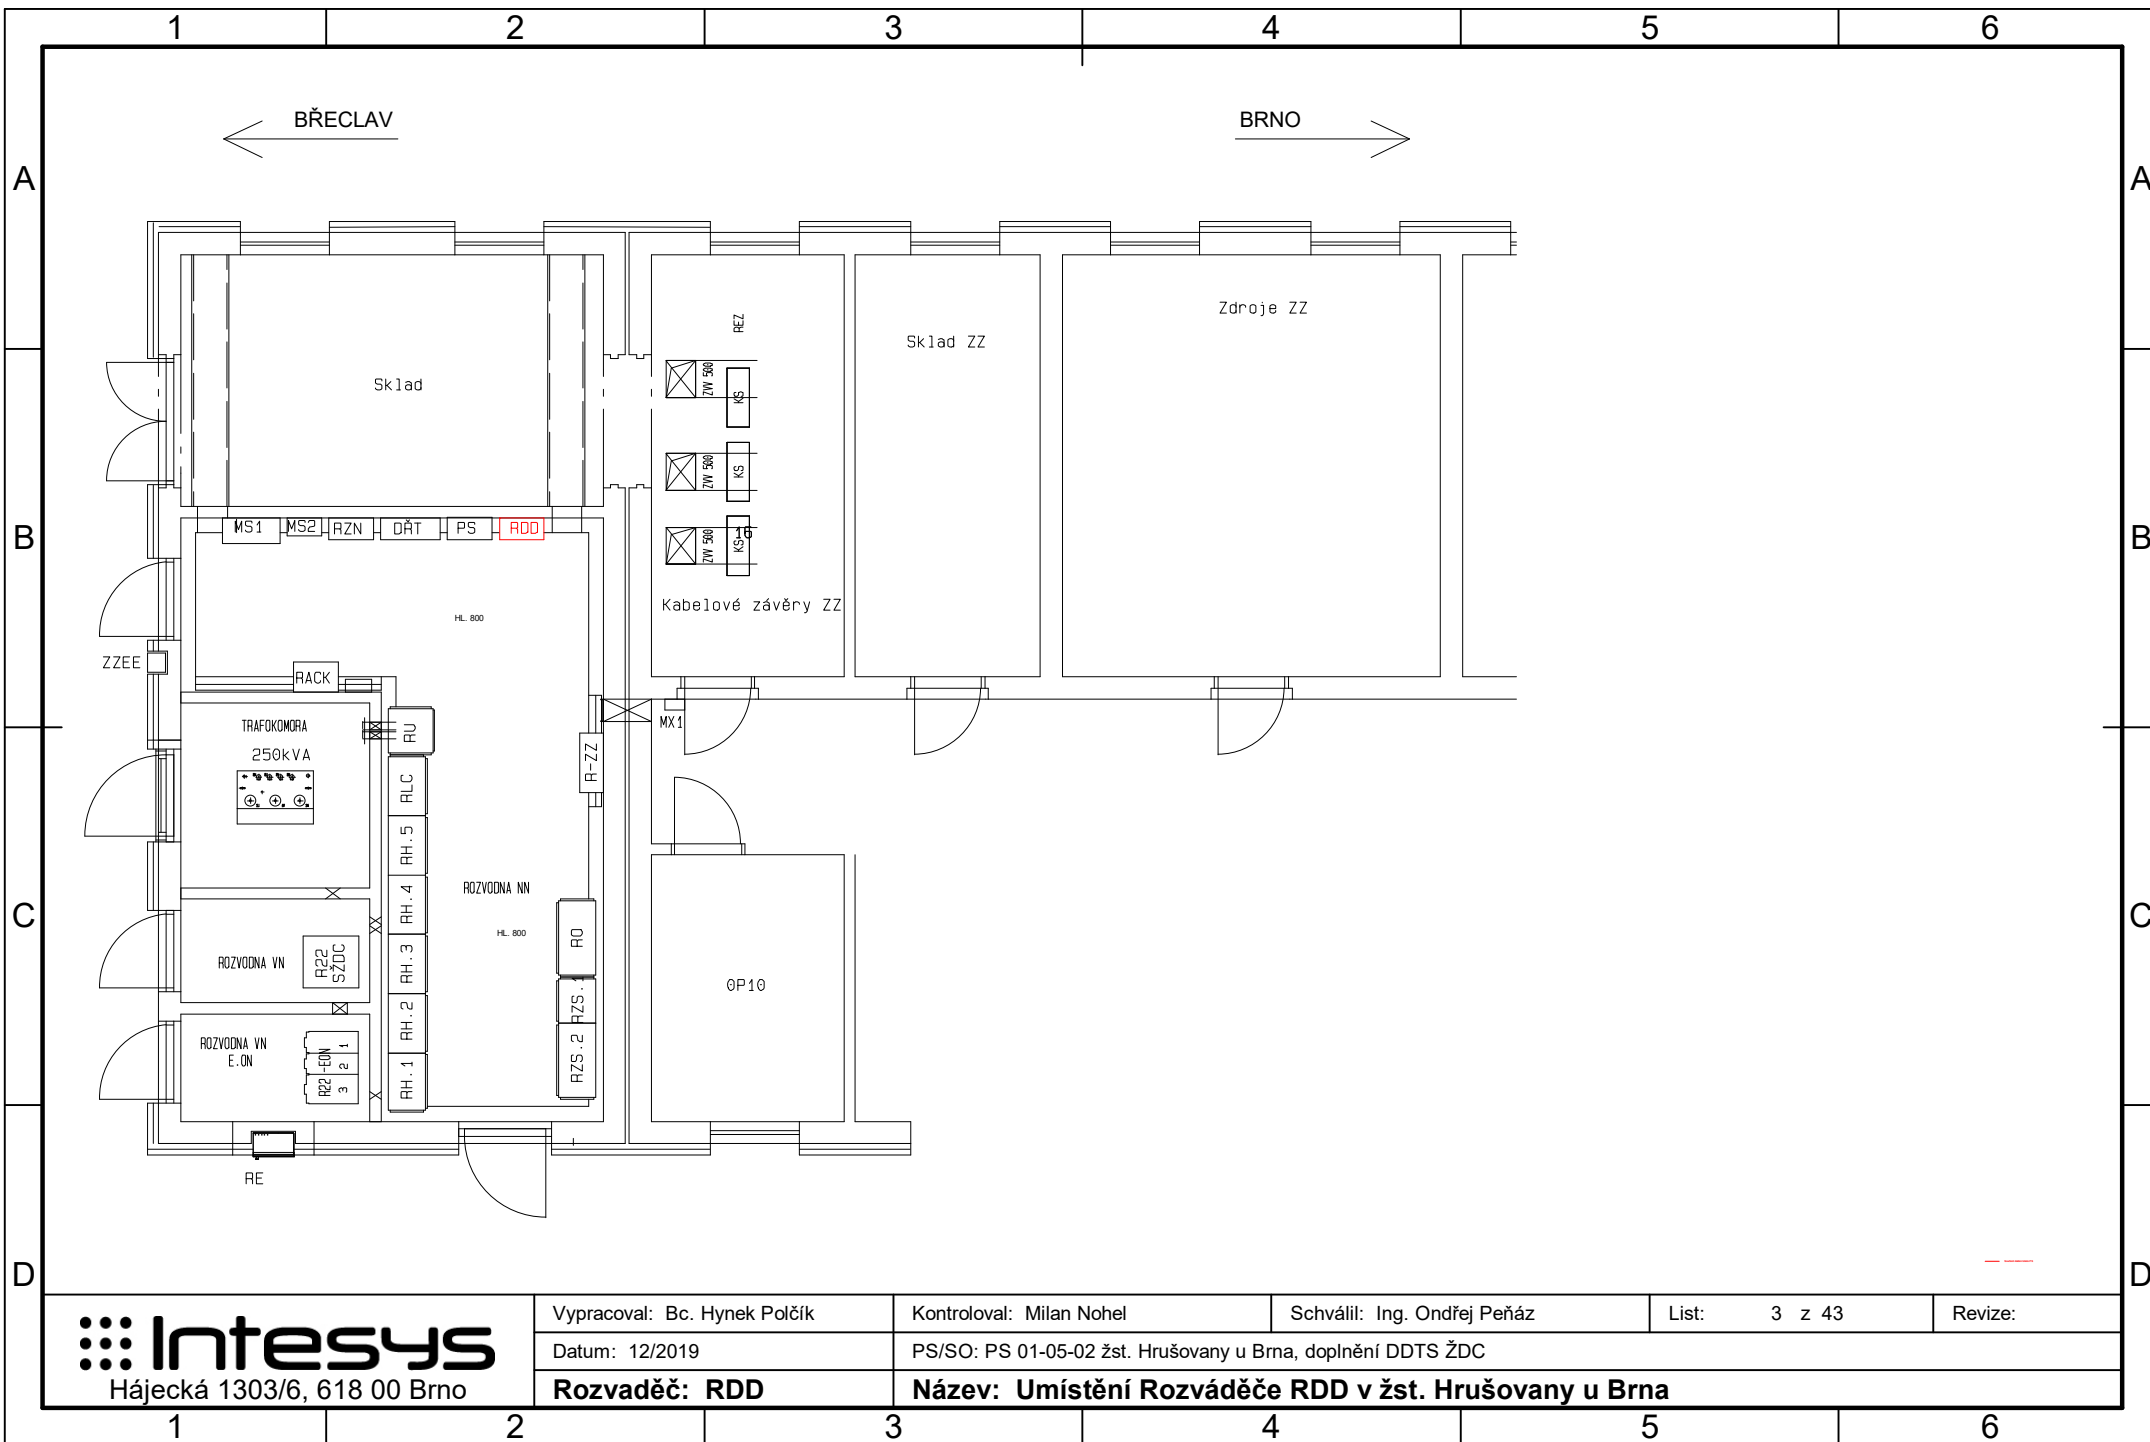 1 2 3 4 5 6
BŘECLAV
BRNO
A A
Zdroje ZZ
REZ
Sklad ZZ
Sklad
ZW 500
KS
ZW 500
KS
ZW 500
KS
16
MS1 MS2 RZN DŘT PS RDD
B B
Kabelové závěry ZZ
HL. 800
ZZEE
RACK
MX1
TRAFOKOMORA
250kVA
RU
R-ZZ
RLC
RH.5
RH.4
ROZVODNA NN
HL. 800
C C
RO
RH.3
ROZVODNA VN
R22
SŽDC
0P10
RZS.1
RH.2
ROZVODNA VN
E.ON
R22 -EON
1
2
3
RZS.2
RH.1
RE
D D
Intesys
Hájecká 1303/6, 618 00 Brno
Vypracoval: Bc. Hynek Polčík
Kontroloval: Milan Nohel
Schválil: Ing. Ondřej Peňáz
List: 3 z 43
Revize:
Datum: 12/2019
PS/SO: PS 01-05-02 žst. Hrušovany u Brna, doplnění DDTS ŽDC
Rozvaděč: RDD
Název: Umístění Rozváděče RDD v žst. Hrušovany u Brna
1 2 3 4 5 6